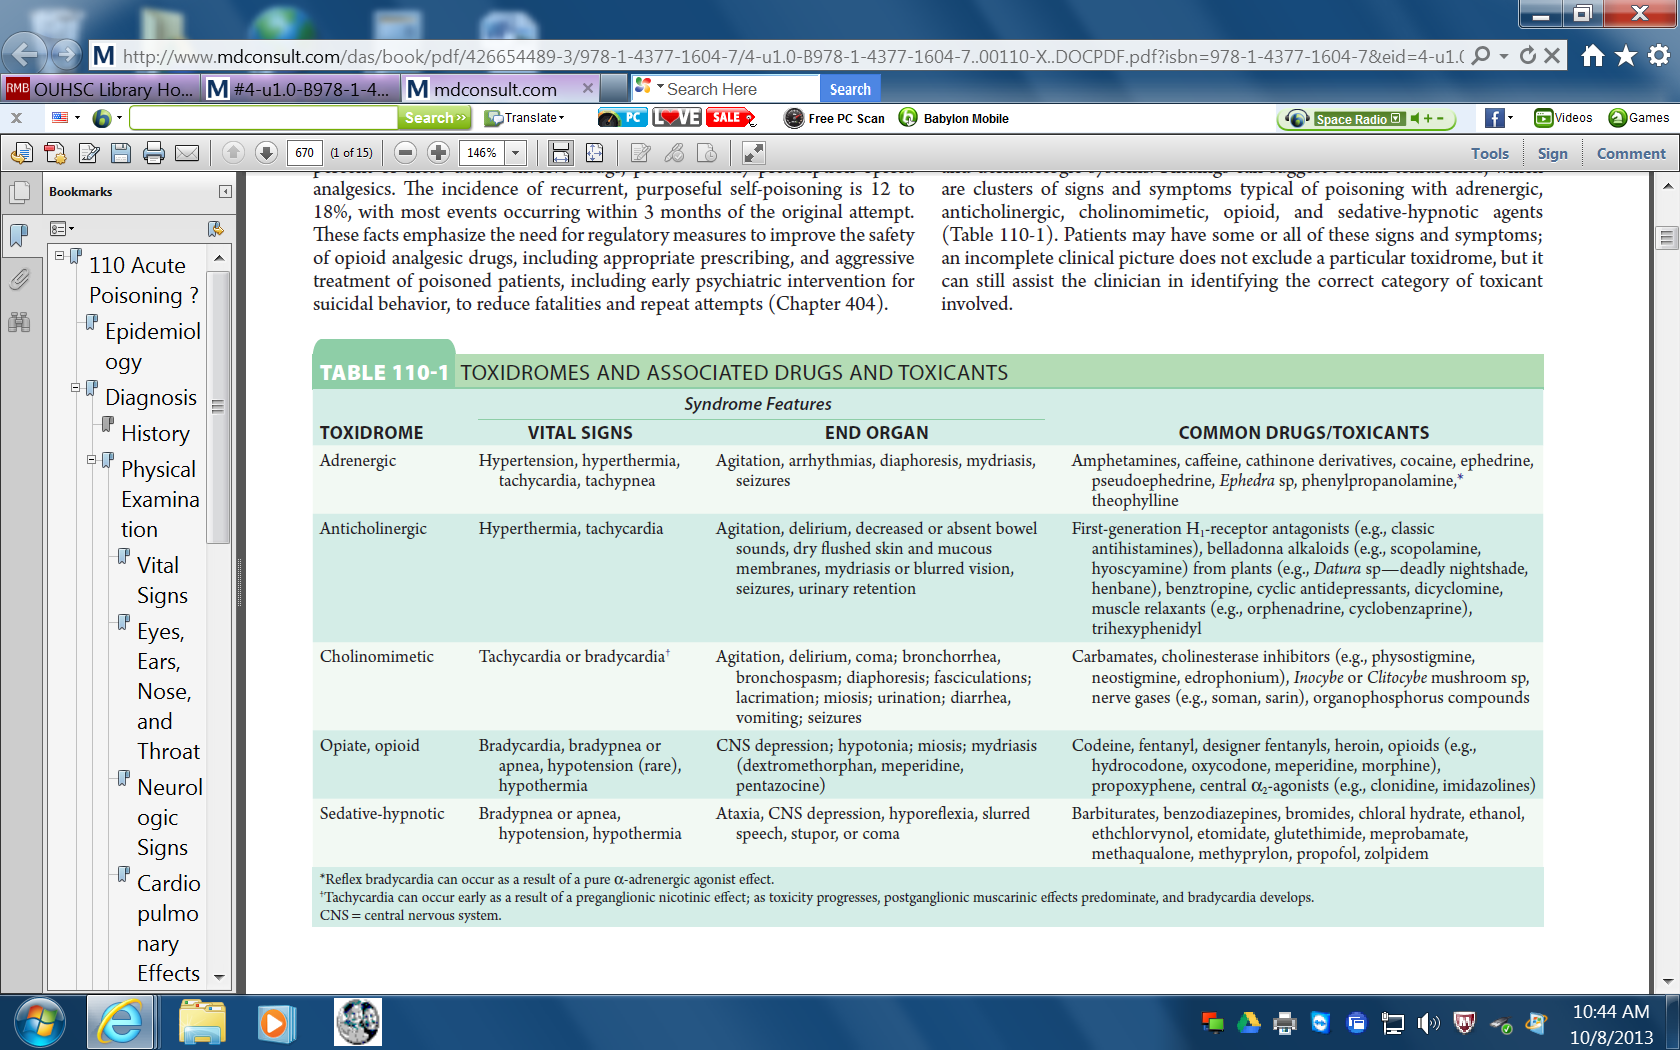 http://www.mdconsult.com/das/book/pdf/426654489-3/978-1-4377-1604-7/4-u1.0-B978-1-4377-1604-7..00110-X..DOCPDF.pdf?isbn=978-1-4377-1604-7&eid=4-u1.(
RMB OUHSC Library Ho... M #4-u1.0-B978-1-4... M mdconsult.com Search Here Search
x Search >> Translate PC LOVE SALE Free PC Scan Babylon Mobile Space Radio Videos Games
670 (1 of 15) 146% Tools Sign Comment
Bookmarks
110 Acute
Poisoning ?
Epidemiol
ogy
Diagnosis
History
Physical
Examina
tion
Vital
Signs
Eyes,
Ears,
Nose,
and
Throat
Neurol
ogic
Signs
Cardio
pulmo
nary
Effects
analgesics. The incidence of recurrent, purposeful self-poisoning is 12 to
18%, with most events occurring within 3 months of the original attempt.
These facts emphasize the need for regulatory measures to improve the safety
of opioid analgesic drugs, including appropriate prescribing, and aggressive
treatment of poisoned patients, including early psychiatric intervention for
suicidal behavior, to reduce fatalities and repeat attempts (Chapter 404).
are clusters of signs and symptoms typical of poisoning with adrenergic,
anticholinergic, cholinomimetic, opioid, and sedative-hypnotic agents
(Table 110-1). Patients may have some or all of these signs and symptoms;
an incomplete clinical picture does not exclude a particular toxidrome, but it
can still assist the clinician in identifying the correct category of toxicant
involved.
TABLE 110-1 TOXIDROMES AND ASSOCIATED DRUGS AND TOXICANTS
Syndrome Features
TOXIDROME VITAL SIGNS END ORGAN COMMON DRUGS/TOXICANTS
Adrenergic Hypertension, hyperthermia, Agitation, arrhythmias, diaphoresis, mydriasis, Amphetamines, caffeine, cathinone derivatives, cocaine, ephedrine,
tachycardia, tachypnea seizures pseudoephedrine, Ephedra sp, phenylpropanolamine,*
theophylline
Anticholinergic Hyperthermia, tachycardia Agitation, delirium, decreased or absent bowel First-generation H₁-receptor antagonists (e.g., classic
sounds, dry flushed skin and mucous antihistamines), belladonna alkaloids (e.g., scopolamine,
membranes, mydriasis or blurred vision, hyoscyamine) from plants (e.g., Datura sp—deadly nightshade,
seizures, urinary retention henbane), benztropine, cyclic antidepressants, dicyclomine,
muscle relaxants (e.g., orphenadrine, cyclobenzaprine),
trihexyphenidyl
Cholinomimetic Tachycardia or bradycardia† Agitation, delirium, coma; bronchorrhea, Carbamates, cholinesterase inhibitors (e.g., physostigmine,
bronchospasm; diaphoresis; fasciculations; neostigmine, edrophonium), Inocybe or Clitocybe mushroom sp,
lacrimation; miosis; urination; diarrhea, nerve gases (e.g., soman, sarin), organophosphorus compounds
vomiting; seizures
Opiate, opioid Bradycardia, bradypnea or CNS depression; hypotonia; miosis; mydriasis Codeine, fentanyl, designer fentanyls, heroin, opioids (e.g.,
apnea, hypotension (rare), (dextromethorphan, meperidine, hydrocodone, oxycodone, meperidine, morphine),
hypothermia pentazocine) propoxyphene, central α₂-agonists (e.g., clonidine, imidazolines)
Sedative-hypnotic Bradypnea or apnea, Ataxia, CNS depression, hyporeflexia, slurred Barbiturates, benzodiazepines, bromides, chloral hydrate, ethanol,
hypotension, hypothermia speech, stupor, or coma ethchlorvynol, etomidate, glutethimide, meprobamate,
methaqualone, methyprylon, propofol, zolpidem
*Reflex bradycardia can occur as a result of a pure α-adrenergic agonist effect.
†Tachycardia can occur early as a result of a preganglionic nicotinic effect; as toxicity progresses, postganglionic muscarinic effects predominate, and bradycardia develops.
CNS = central nervous system.
10:44 AM
10/8/2013